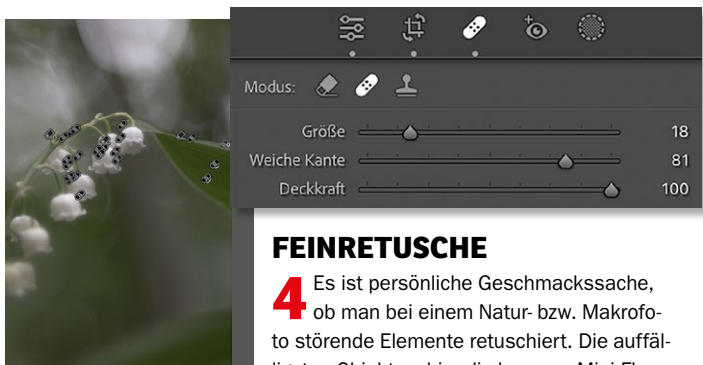 Modus:
Größe 18
Weiche Kante 81
Deckkraft 100
FEINRETUSCHE
4 Es ist persönliche Geschmackssache,
ob man bei einem Natur- bzw. Makrofo-
to störende Elemente retuschiert. Die auffäl-